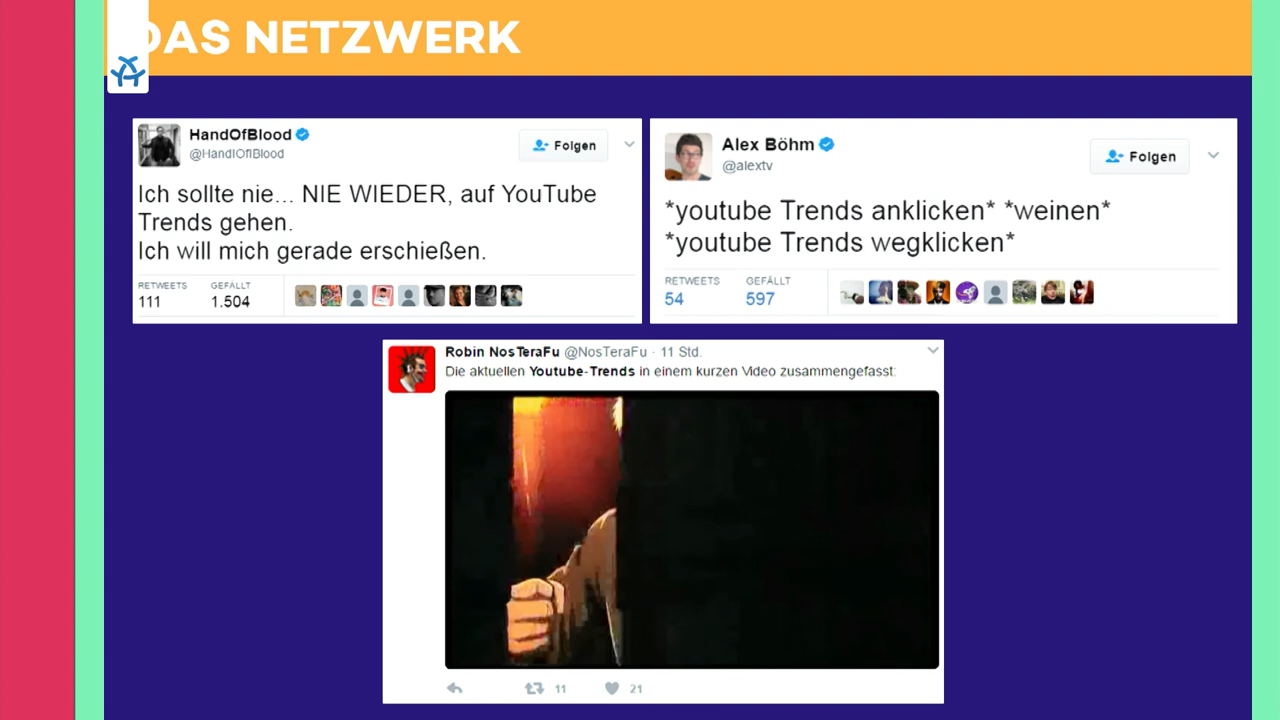 DAS NETZWERK
HandOfBlood
@HandIOfIBlood
Folgen
Ich sollte nie... NIE WIEDER, auf YouTube
Trends gehen.
Ich will mich gerade erschießen.
RETWEETS GEFÄLLT
111 1.504
Alex Böhm
@alextv
Folgen
*youtube Trends anklicken* *weinen*
*youtube Trends wegklicken*
RETWEETS GEFÄLLT
54 597
Robin NosTeraFu @NosTeraFu · 11 Std.
Die aktuellen Youtube-Trends in einem kurzen Video zusammengefasst:
11 21